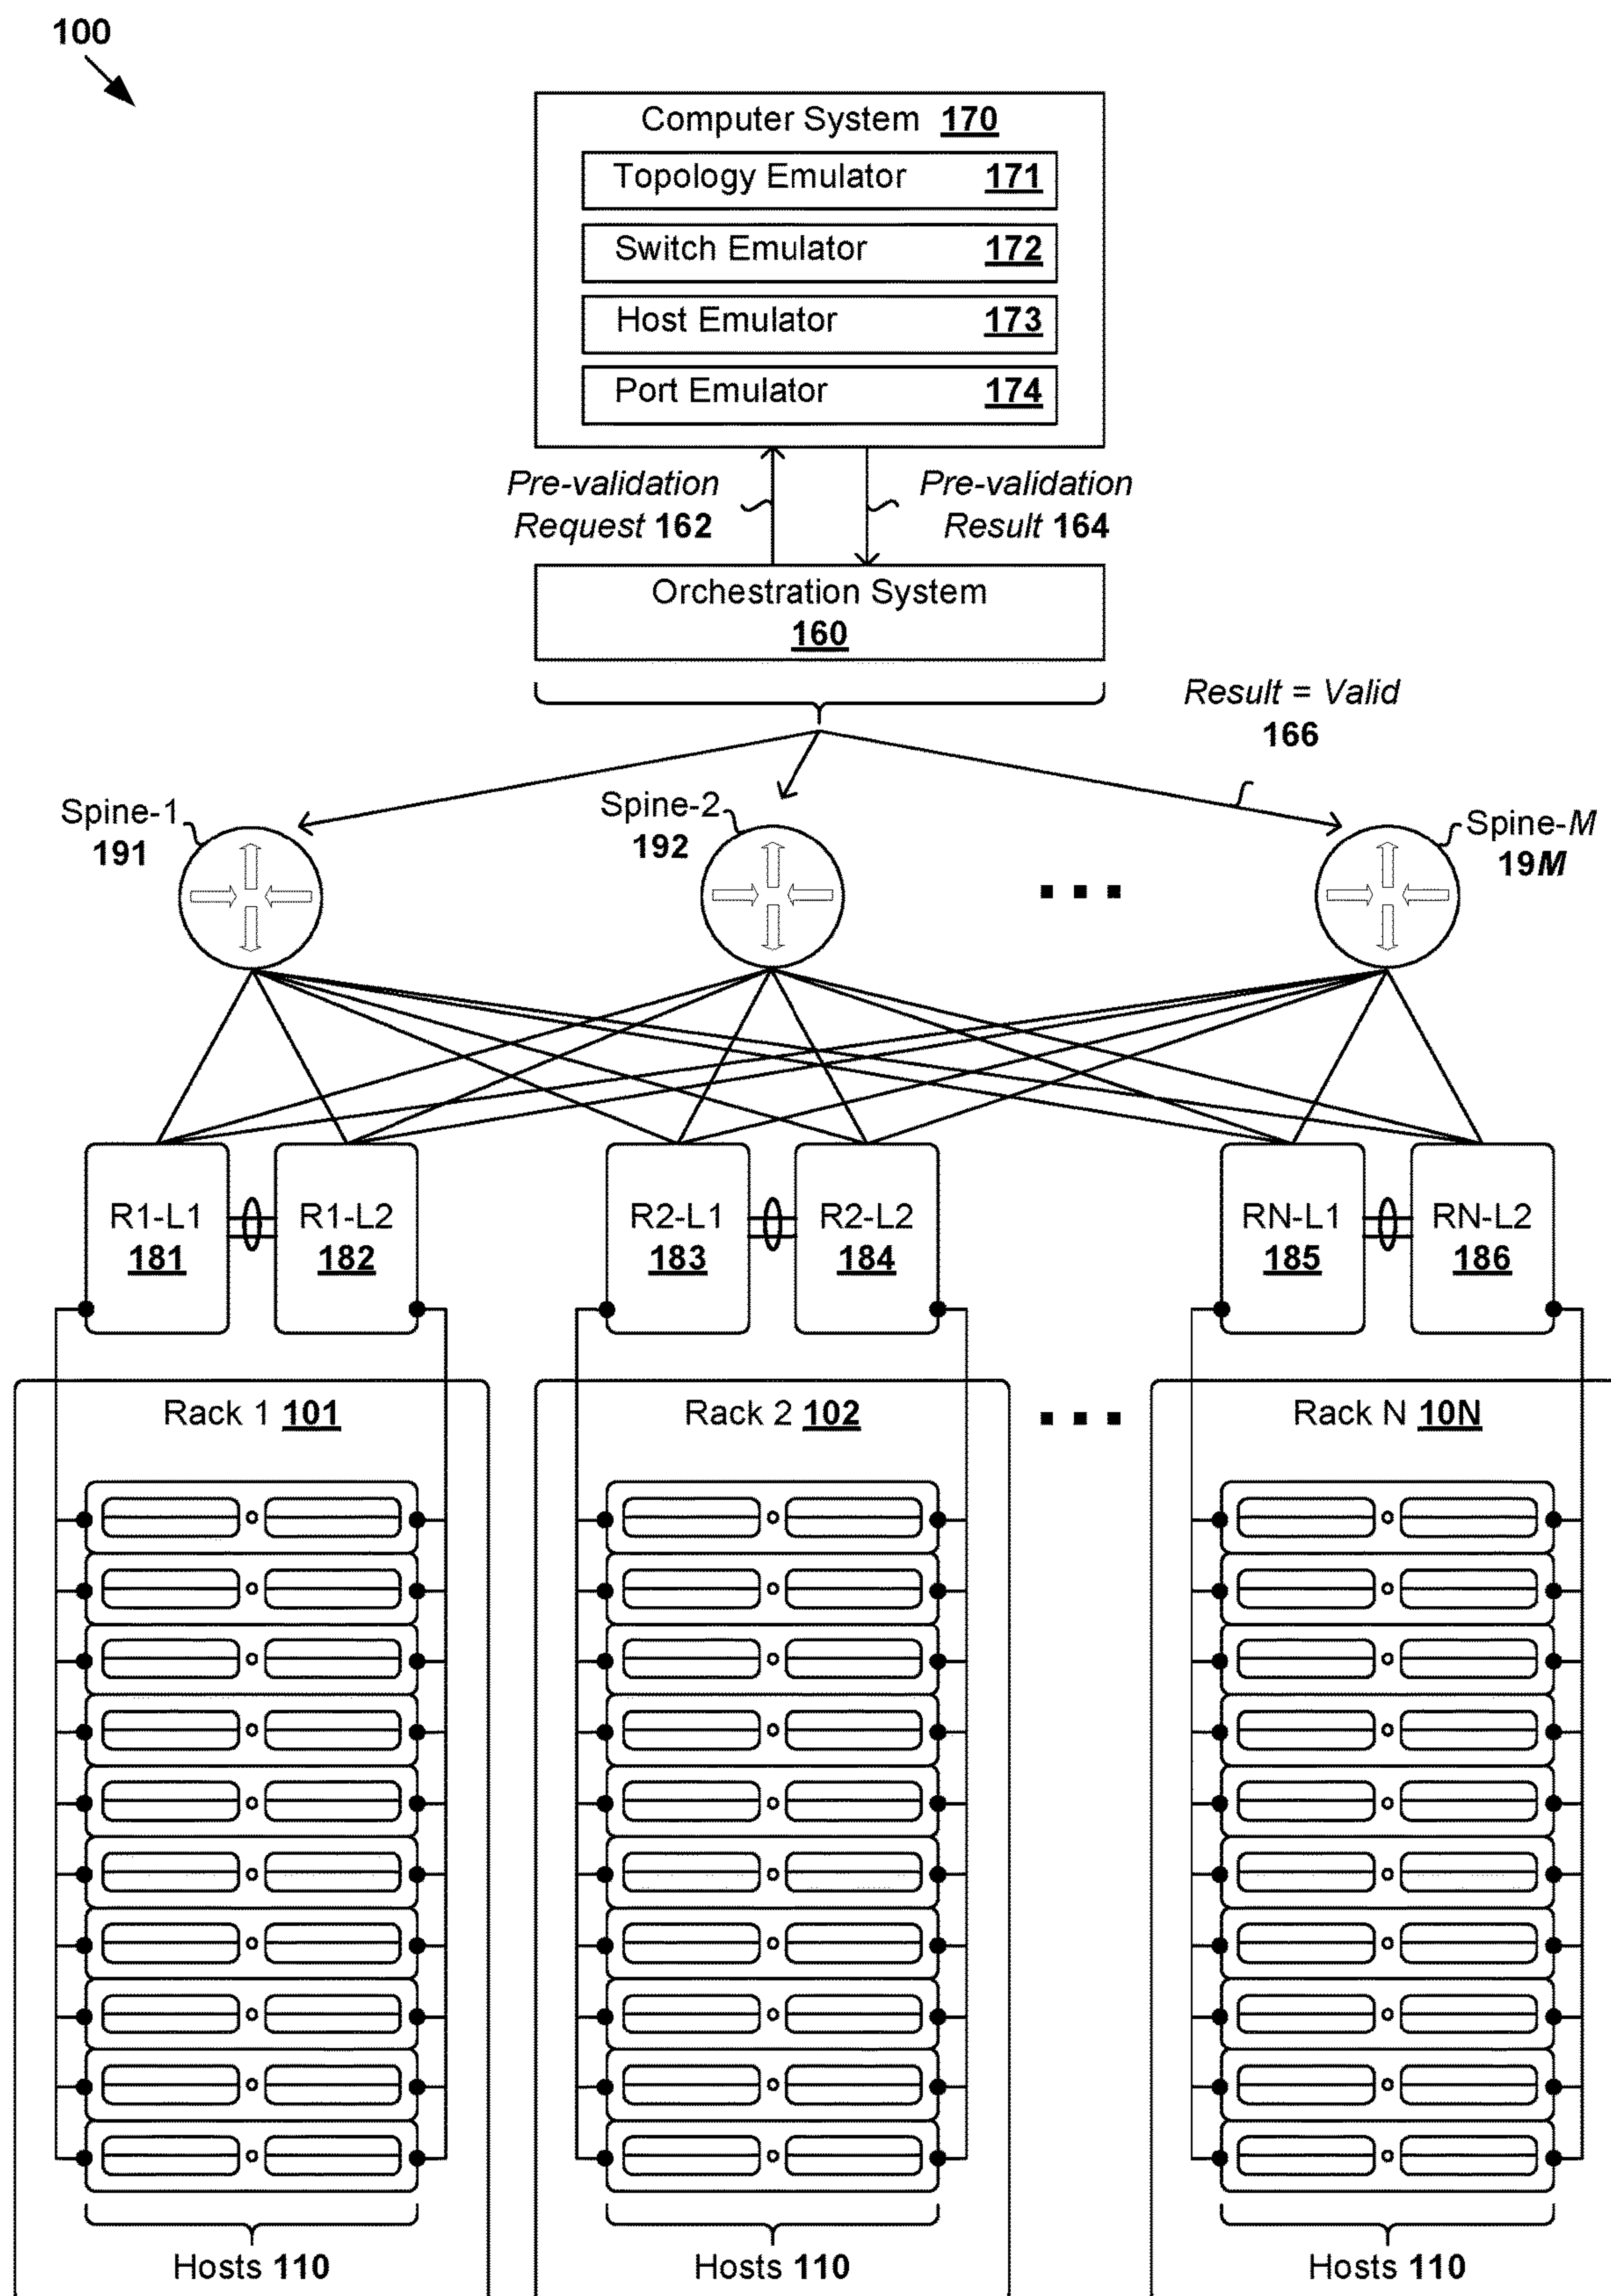 100
Computer System 170
Topology Emulator 171
Switch Emulator 172
Host Emulator 173
Port Emulator 174
Pre-validation
Request 162
Pre-validation
Result 164
Orchestration System
160
Result = Valid
166
Spine-1
191
Spine-2
192
Spine-M
19M
R1-L1
181
R1-L2
182
R2-L1
183
R2-L2
184
RN-L1
185
RN-L2
186
Rack 1 101
Rack 2 102
Rack N 10N
Hosts 110
Hosts 110
Hosts 110